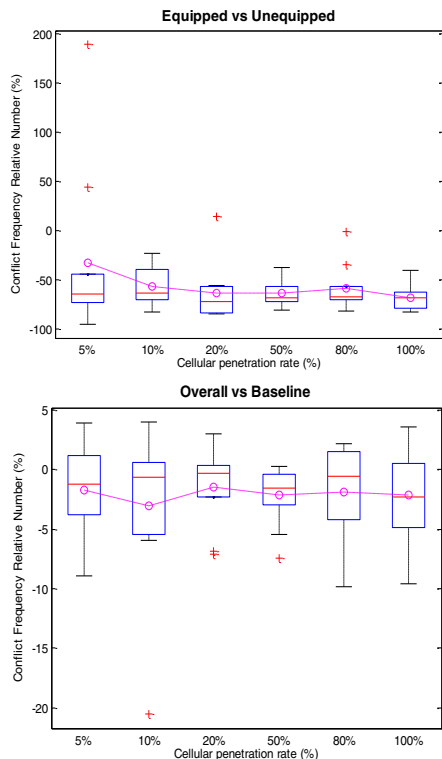 Equipped vs Unequipped
Conflict Frequency Relative Number (%)
200
150
100
50
0
-50
-100
5% 10% 20% 50% 80% 100%
Cellular penetration rate (%)
Overall vs Baseline
Conflict Frequency Relative Number (%)
5
0
-5
-10
-15
-20
5% 10% 20% 50% 80% 100%
Cellular penetration rate (%)